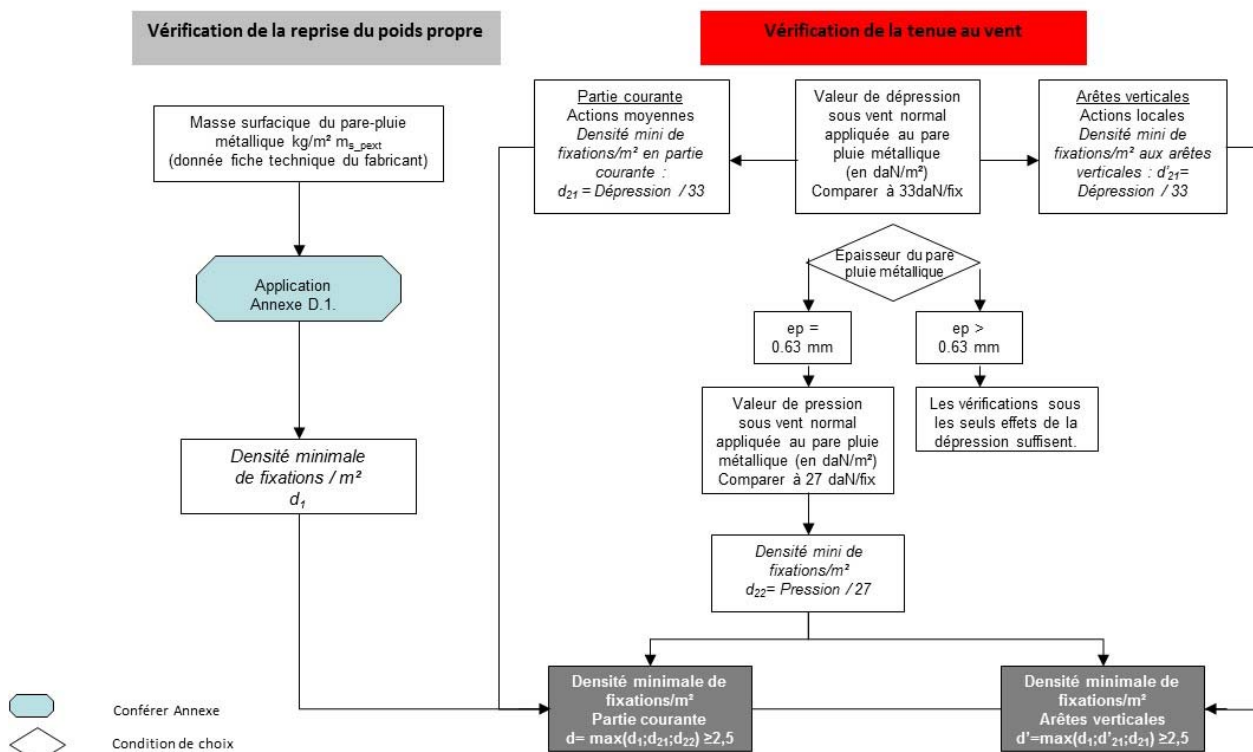 Vérification de la reprise du poids propre
Vérification de la tenue au vent
Masse surfacique du pare-pluie
métallique kg/m² ms_pext
(donnée fiche technique du fabricant)
Application
Annexe D.1.
Densité minimale
de fixations / m²
d1
Partie courante
Actions moyennes
Densité mini de
fixations/m² en partie
courante :
d21 = Dépression / 33
Valeur de dépression
sous vent normal
appliquée au pare
pluie métallique
(en daN/m²)
Comparer à 33daN/fix
Arêtes verticales
Actions locales
Densité mini de
fixations/m² aux arêtes
verticales : d'21=
Dépression / 33
Epaisseur du pare
pluie métallique
ep =
0.63 mm
ep >
0.63 mm
Valeur de pression
sous vent normal
appliquée au pare pluie
métallique (en daN/m²)
Comparer à 27 daN/fix
Les vérifications sous
les seuls effets de la
dépression suffisent.
Densité mini de
fixations/m²
d22= Pression / 27
Densité minimale de
fixations/m²
Partie courante
d= max(d1;d21;d22) ≥2,5
Densité minimale de
fixations/m²
Arêtes verticales
d'=max(d1;d'21;d21) ≥2,5
Conférer Annexe
Condition de choix